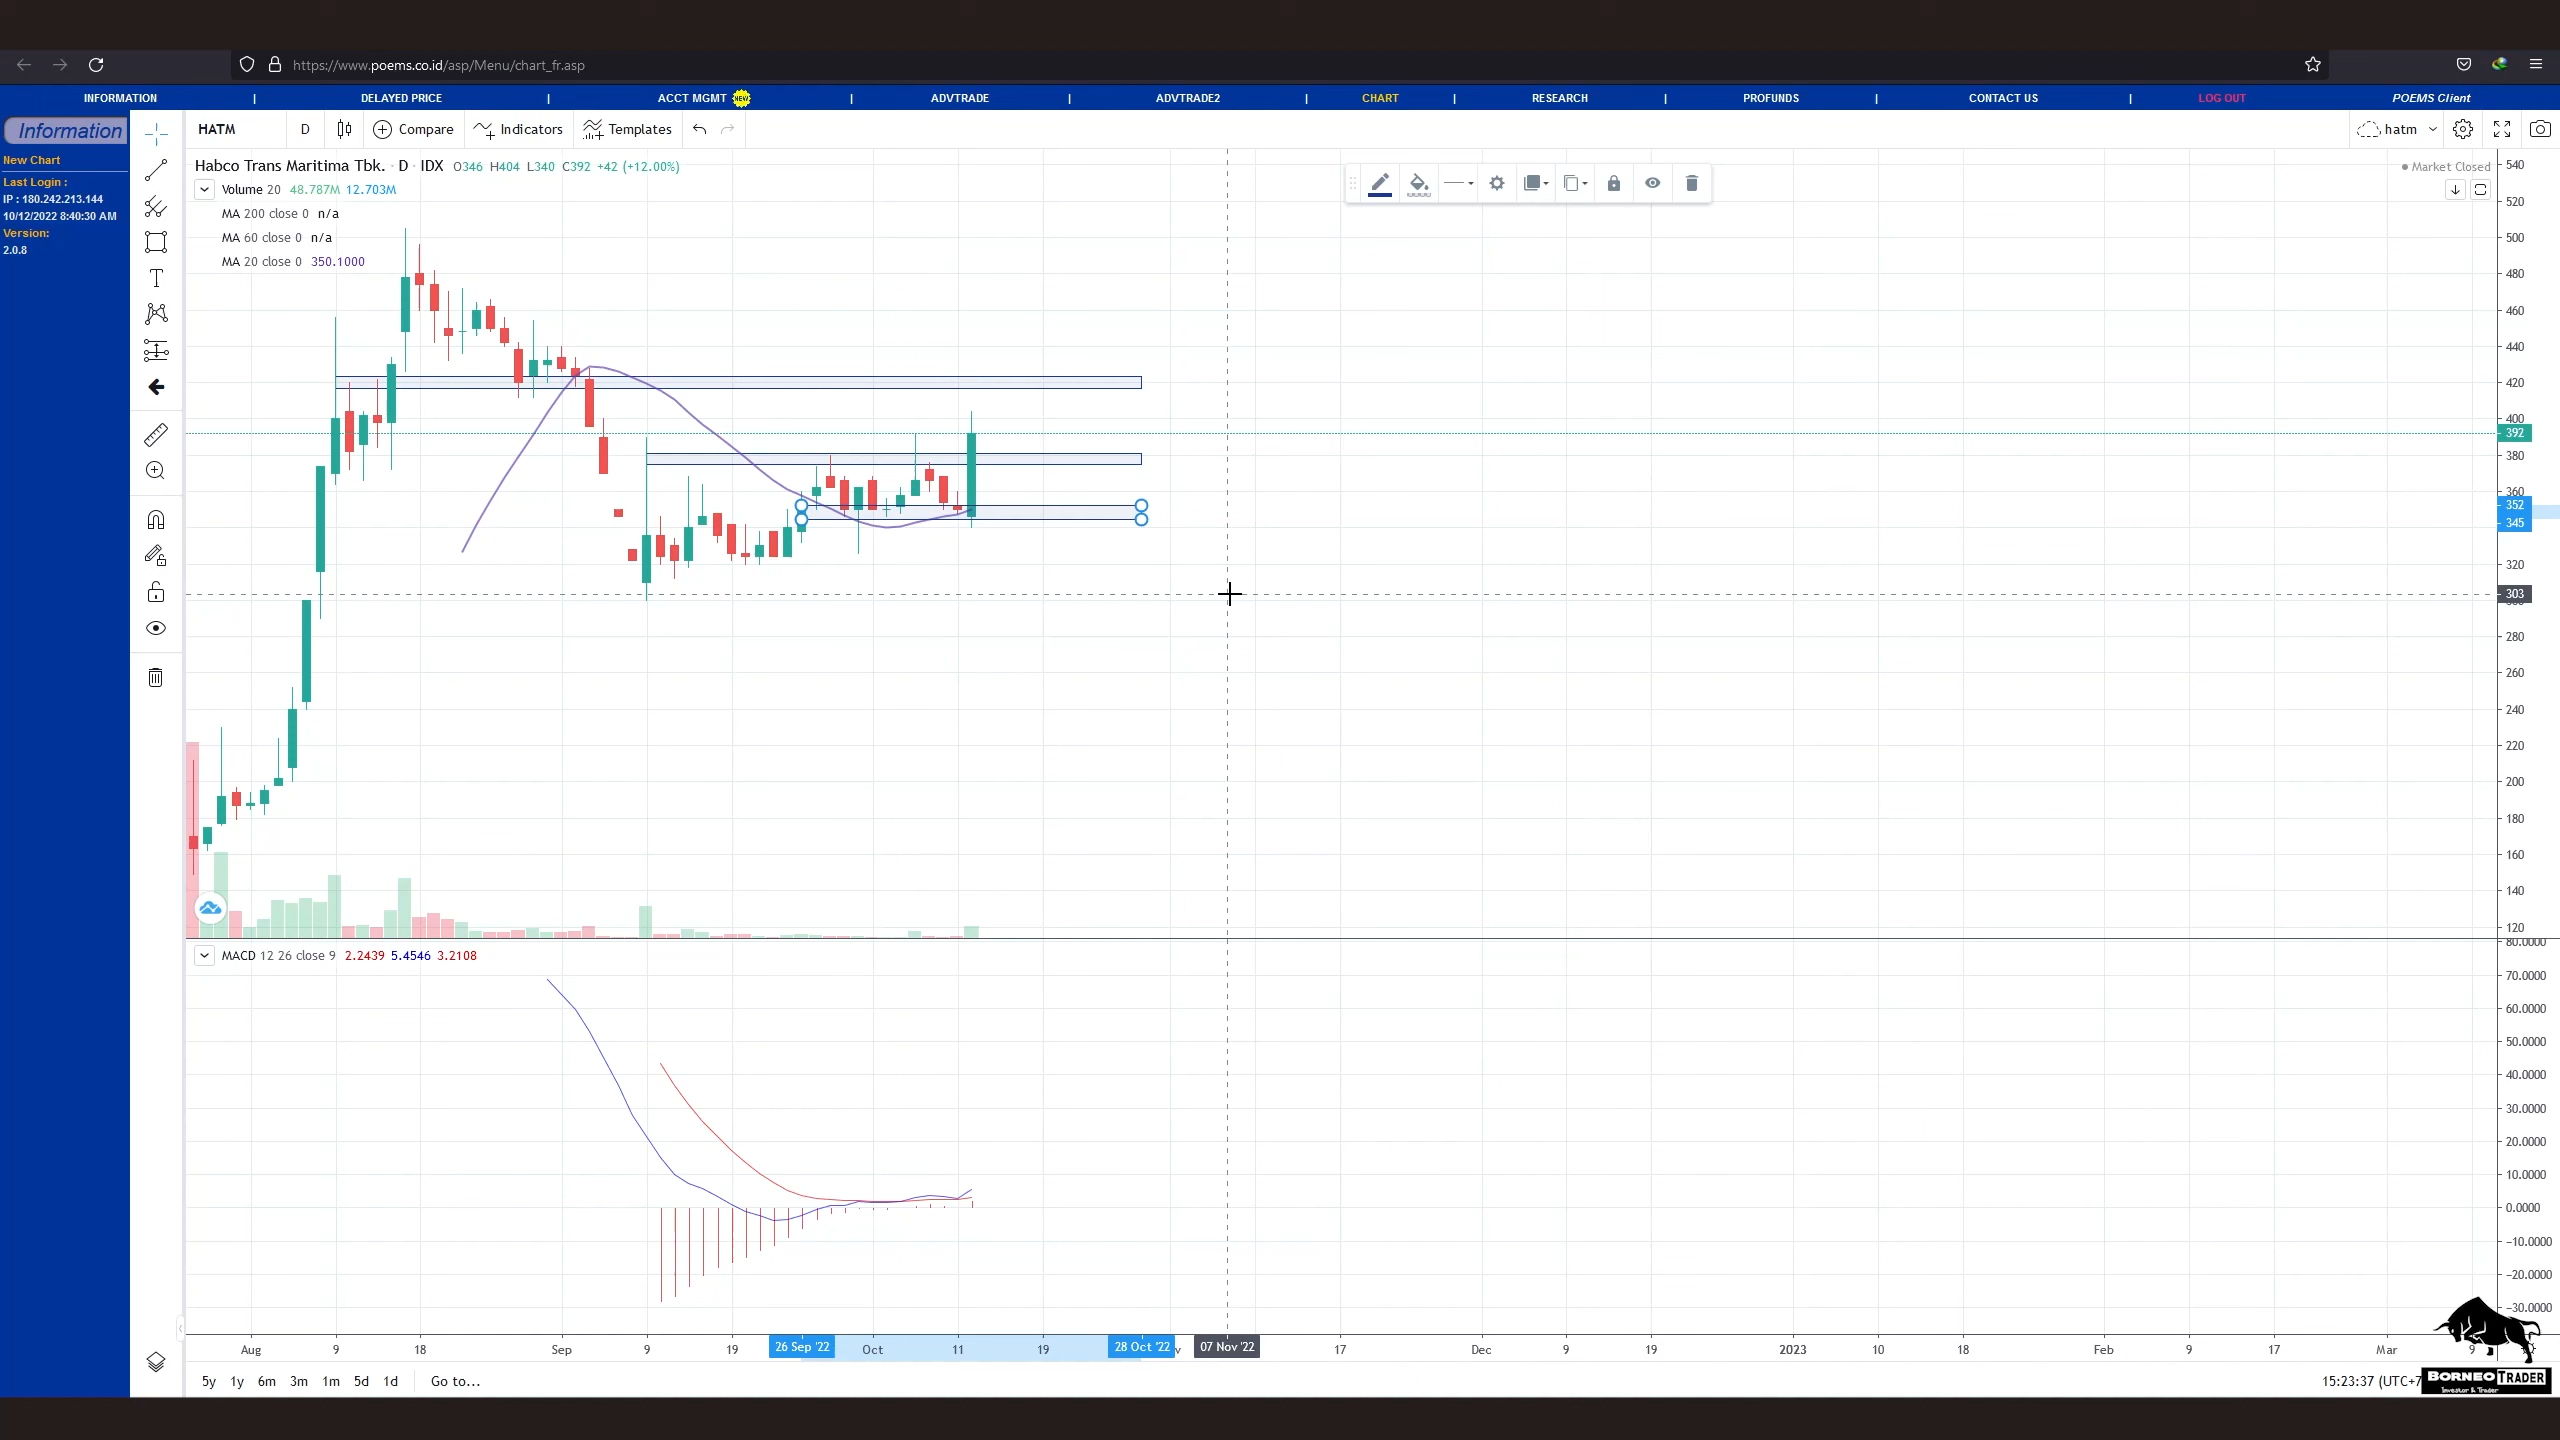 https://www.poems.co.id/asp/Menu/chart_fr.asp
INFORMATION | DELAYED PRICE | ACCT MGMT NEW | ADVTRADE | ADVTRADE2 | CHART | RESEARCH | PROFUNDS | CONTACT US | LOG OUT POEMS Client
Information
New Chart
Last Login :
IP : 180.242.213.144
10/12/2022 8:40:30 AM
Version:
2.0.8
HATM D Compare Indicators Templates hatm
Habco Trans Maritima Tbk. · D · IDX O346 H404 L340 C392 +42 (+12.00%)
Market Closed
Volume 20 48.787M 12.703M
MA 200 close 0 n/a
MA 60 close 0 n/a
MA 20 close 0 350.1000
540
520
500
480
460
440
420
400
392
380
360
352
345
320
303
280
260
240
220
200
180
160
140
120
MACD 12 26 close 9 2.2439 5.4546 3.2108
80.0000
70.0000
60.0000
50.0000
40.0000
30.0000
20.0000
10.0000
0.0000
−10.0000
−20.0000
−30.0000
Aug 9 18 Sep 9 19 26 Sep '22 Oct 11 19 28 Oct '22 v 07 Nov '22 17 Dec 9 19 2023 10 18 Feb 9 17 Mar 9
5y 1y 6m 3m 1m 5d 1d Go to... 15:23:37 (UTC+7
BORNEO TRADER
Investor & Trader